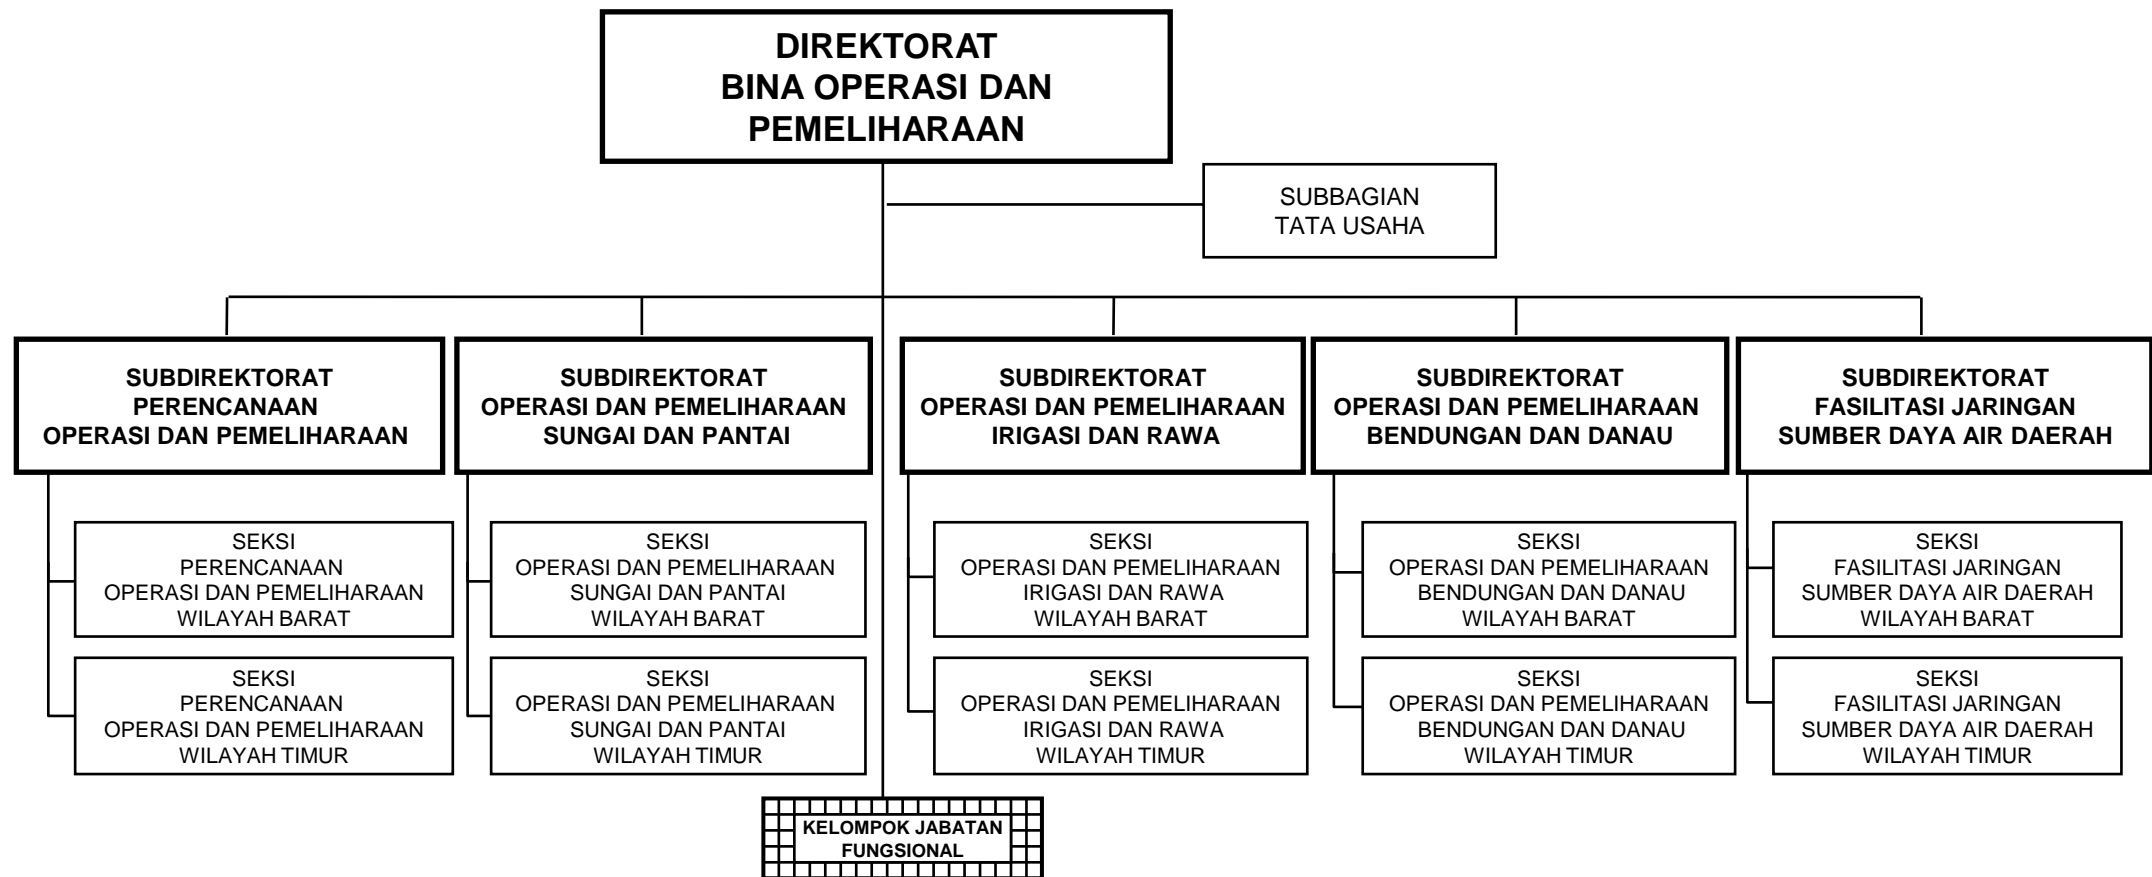 DIREKTORAT
BINA OPERASI DAN
PEMELIHARAAN
SUBBAGIAN
TATA USAHA
SUBDIREKTORAT
PERENCANAAN
OPERASI DAN PEMELIHARAAN
SUBDIREKTORAT
OPERASI DAN PEMELIHARAAN
SUNGAI DAN PANTAI
SUBDIREKTORAT
OPERASI DAN PEMELIHARAAN
IRIGASI DAN RAWA
SUBDIREKTORAT
OPERASI DAN PEMELIHARAAN
BENDUNGAN DAN DANAU
SUBDIREKTORAT
FASILITASI JARINGAN
SUMBER DAYA AIR DAERAH
SEKSI
PERENCANAAN
OPERASI DAN PEMELIHARAAN
WILAYAH BARAT
SEKSI
OPERASI DAN PEMELIHARAAN
SUNGAI DAN PANTAI
WILAYAH BARAT
SEKSI
OPERASI DAN PEMELIHARAAN
IRIGASI DAN RAWA
WILAYAH BARAT
SEKSI
OPERASI DAN PEMELIHARAAN
BENDUNGAN DAN DANAU
WILAYAH BARAT
SEKSI
FASILITASI JARINGAN
SUMBER DAYA AIR DAERAH
WILAYAH BARAT
SEKSI
PERENCANAAN
OPERASI DAN PEMELIHARAAN
WILAYAH TIMUR
SEKSI
OPERASI DAN PEMELIHARAAN
SUNGAI DAN PANTAI
WILAYAH TIMUR
SEKSI
OPERASI DAN PEMELIHARAAN
IRIGASI DAN RAWA
WILAYAH TIMUR
SEKSI
OPERASI DAN PEMELIHARAAN
BENDUNGAN DAN DANAU
WILAYAH TIMUR
SEKSI
FASILITASI JARINGAN
SUMBER DAYA AIR DAERAH
WILAYAH TIMUR
KELOMPOK JABATAN
FUNGSIONAL